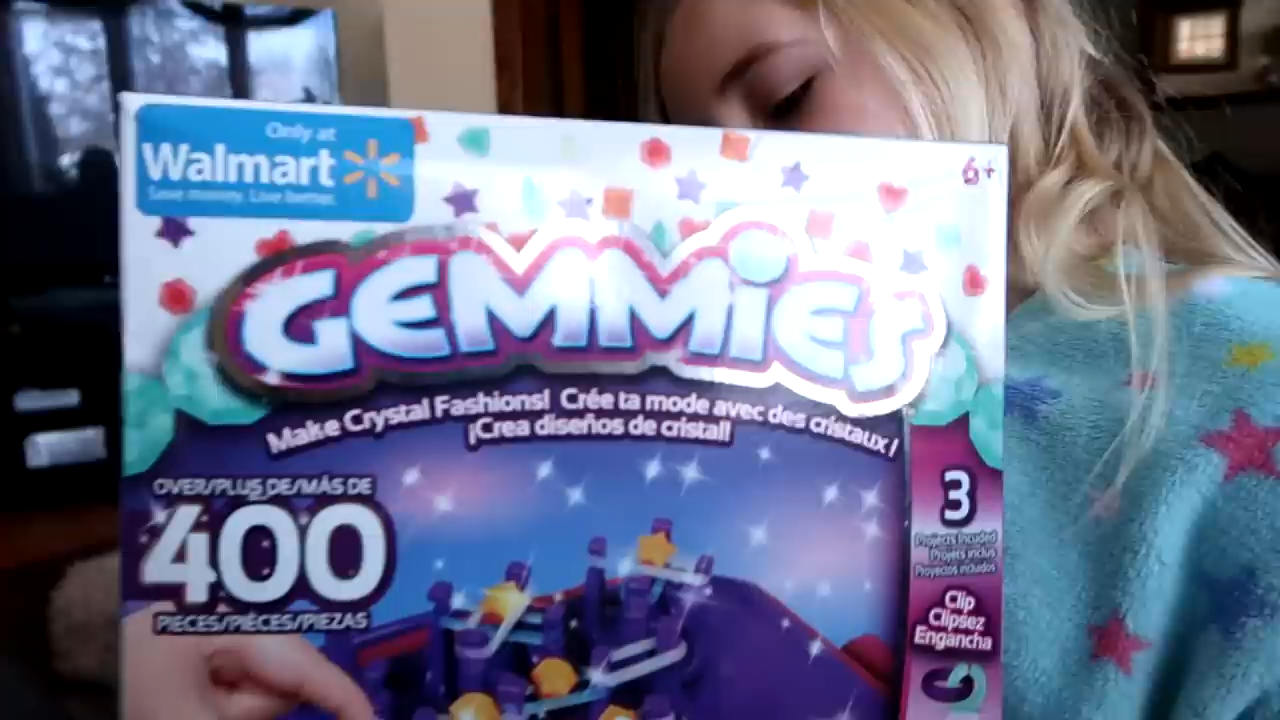 Only at
Walmart
Save money. Live better.
6+
GEMMiES
Make Crystal Fashions! Crée ta mode avec des cristaux!
¡Crea diseños de cristal!
OVER/PLUS DE/MÁS DE
400
PIECES/PIÈCES/PIEZAS
3
Projects Included
Projets inclus
Proyectos incluidos
Clip
Clipsez
Engancha